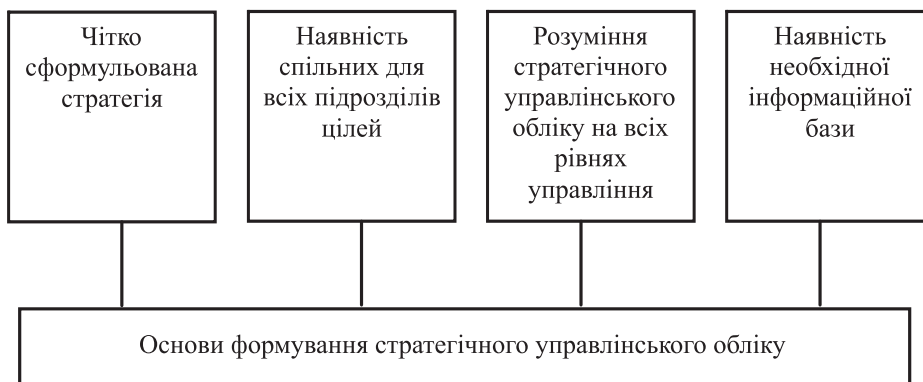 Чітко
сформульована
стратегія
Наявність
спільних для
всіх підрозділів
цілей
Розуміння
стратегічного
управлінського
обліку на всіх
рівнях
управління
Наявність
необхідної
інформаційної
бази
Основи формування стратегічного управлінського обліку